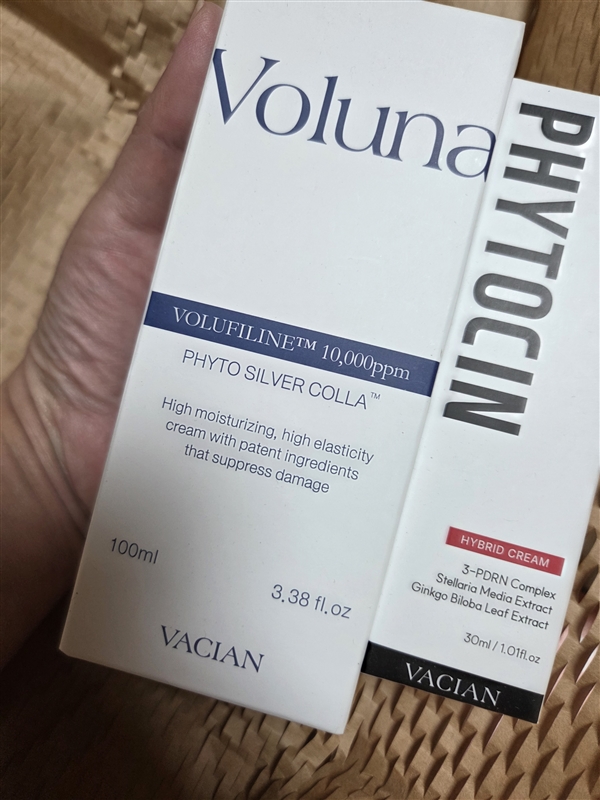 Voluna
VOLUFILINE™ 10,000ppm
PHYTO SILVER COLLA™
High moisturizing, high elasticity
cream with patent ingredients
that suppress damage
100ml
3.38 fl.oz
VACIAN
PHYTOCIN
HYBRID CREAM
3-PDRN Complex
Stellaria Media Extract
Ginkgo Biloba Leaf Extract
30ml / 1.01fl.oz
VACIAN